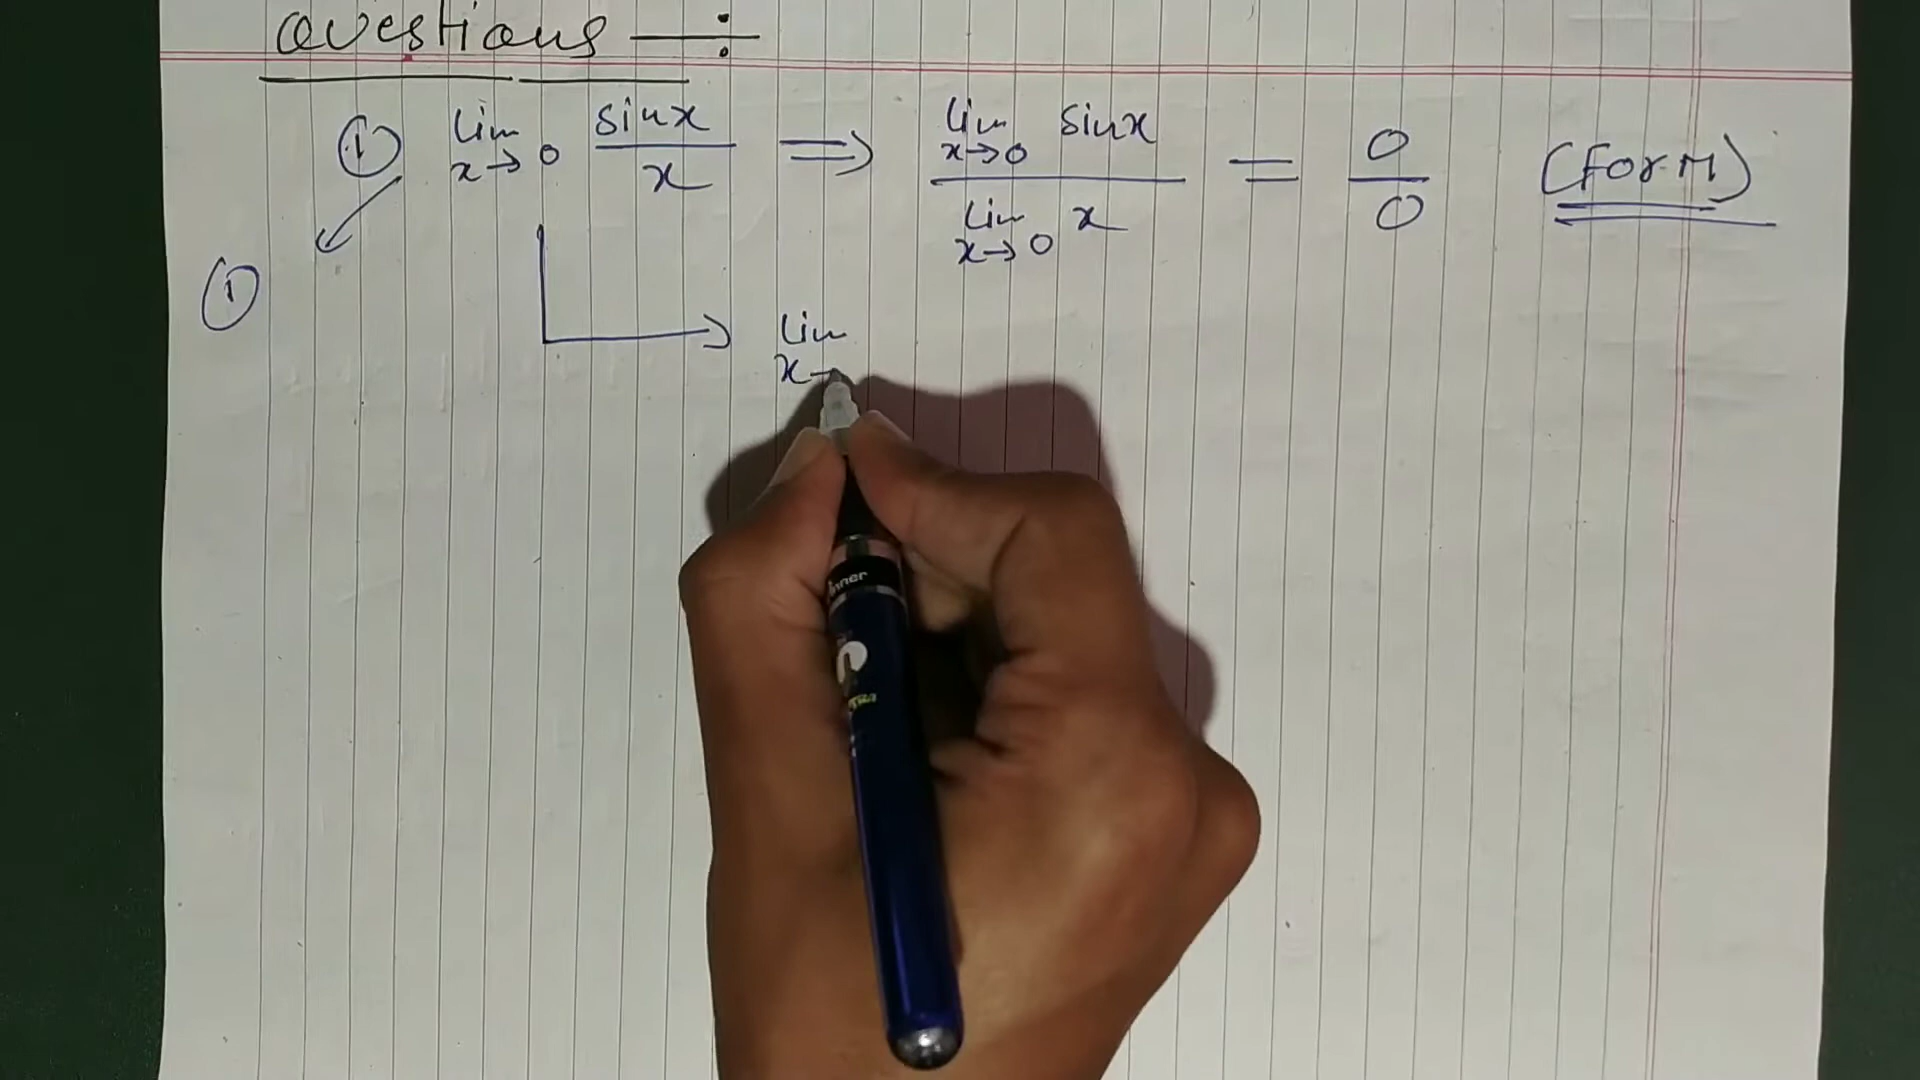 Questions ÷
① lim x→0 sinx/x ⇒ lim x→0 sinx / lim x→0 x = 0/0 (Form)
①
lim x→